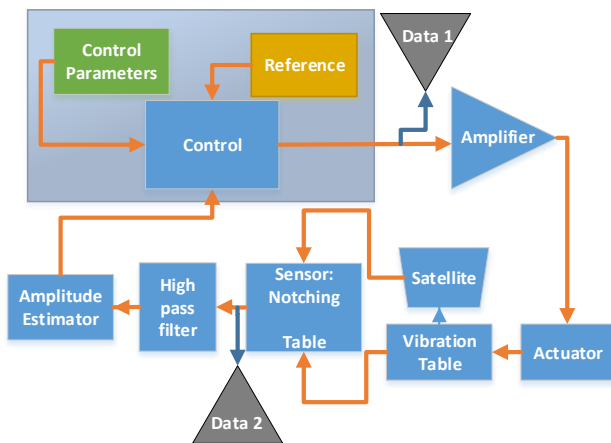 Control
Parameters
Reference
Data 1
Control
Amplifier
Amplitude
Estimator
High
pass
filter
Sensor:
Notching
Table
Satellite
Vibration
Table
Actuator
Data 2